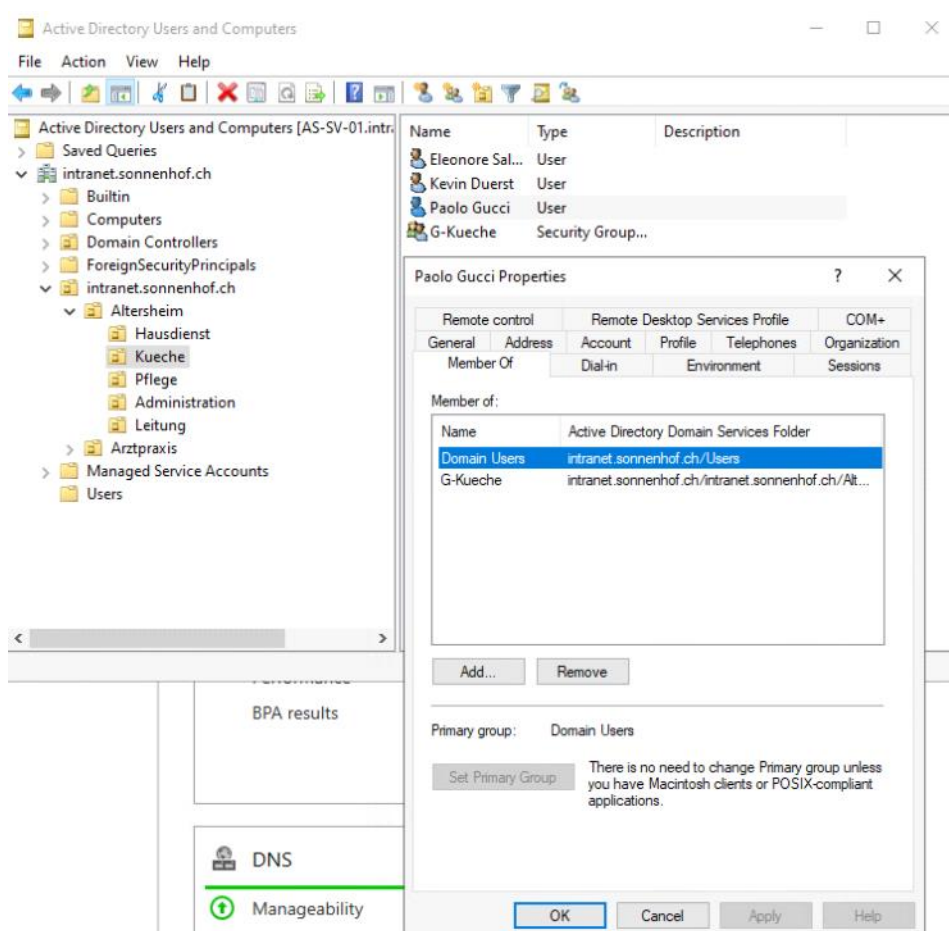 Active Directory Users and Computers
File Action View Help
Active Directory Users and Computers [AS-SV-01.intr
Saved Queries
intranet.sonnenhof.ch
Builtin
Computers
Domain Controllers
ForeignSecurityPrincipals
intranet.sonnenhof.ch
Altersheim
Hausdienst
Kueche
Pflege
Administration
Leitung
Arztpraxis
Managed Service Accounts
Users
Name Type Description
Eleonore Sal... User
Kevin Duerst User
Paolo Gucci User
G-Kueche Security Group...
Paolo Gucci Properties
Remote control Remote Desktop Services Profile COM+
General Address Account Profile Telephones Organization
Member Of Dial-in Environment Sessions
Member of:
Name Active Directory Domain Services Folder
Domain Users intranet.sonnenhof.ch/Users
G-Kueche intranet.sonnenhof.ch/intranet.sonnenhof.ch/Alt...
Add... Remove
Primary group: Domain Users
Set Primary Group
There is no need to change Primary group unless
you have Macintosh clients or POSIX-compliant
applications.
OK Cancel Apply Help
BPA results
DNS
Manageability